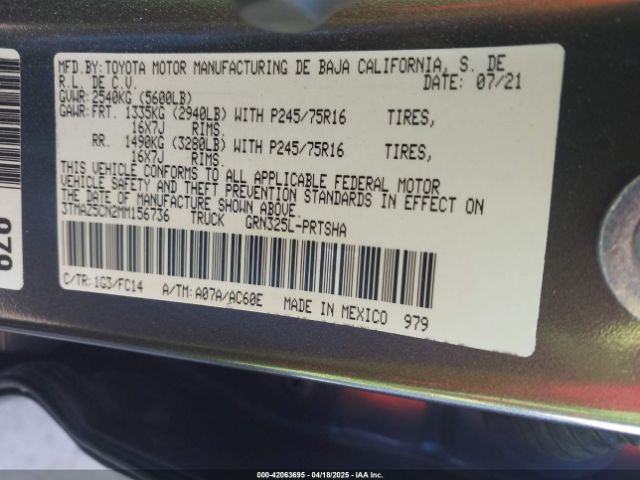 MFD.BY: TOYOTA MOTOR MANUFACTURING DE BAJA CALIFORNIA, S. DE
R.L. DE C.V. DATE: 07/21
GVWR: 2540KG (5600LB)
GAWR: FRT. 1335KG (2940LB) WITH P245/75R16 TIRES,
16X7J RIMS.
RR. 1490KG (3280LB) WITH P245/75R16 TIRES,
16X7J RIMS.
THIS VEHICLE CONFORMS TO ALL APPLICABLE FEDERAL MOTOR
VEHICLE SAFETY AND THEFT PREVENTION STANDARDS IN EFFECT ON
THE DATE OF MANUFACTURE SHOWN ABOVE.
3TMAZ5CN2MM156736 TRUCK GRN325L-PRTSHA
C/TR: 1G3/FC14 A/TM: A07A/AC60E MADE IN MEXICO 979
979
000-42063695 - 04/18/2025 - IAA Inc.